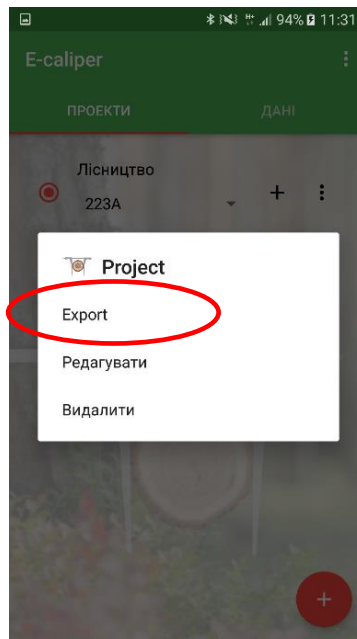 94% 11:31
E-caliper
ПРОЕКТИ ДАНІ
Лісництво
223А
Project
Export
Редагувати
Видалити